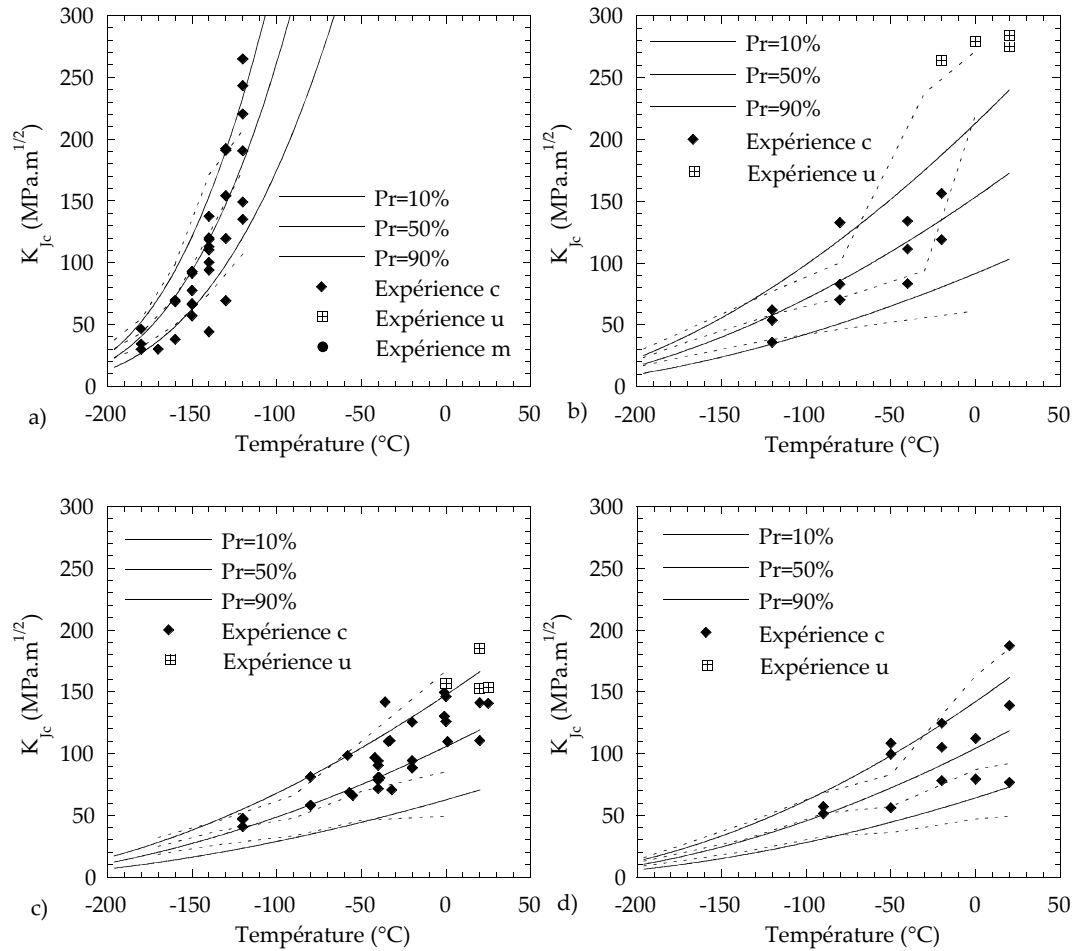 300
250
200
150
100
50
0
K_Jc (MPa.m^1/2)
Pr=10%
Pr=50%
Pr=90%
Expérience c
Expérience u
Expérience m
-200 -150 -100 -50 0 50
a)
Température (°C)
300
250
200
150
100
50
0
K_Jc (MPa.m^1/2)
Pr=10%
Pr=50%
Pr=90%
Expérience c
Expérience u
-200 -150 -100 -50 0 50
b)
Température (°C)
300
250
200
150
100
50
0
K_Jc (MPa.m^1/2)
Pr=10%
Pr=50%
Pr=90%
Expérience c
Expérience u
-200 -150 -100 -50 0 50
c)
Température (°C)
300
250
200
150
100
50
0
K_Jc (MPa.m^1/2)
Pr=10%
Pr=50%
Pr=90%
Expérience c
Expérience u
-200 -150 -100 -50 0 50
d)
Température (°C)